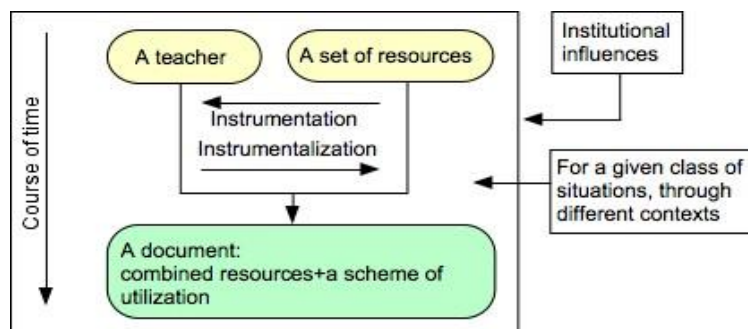 A teacher
A set of resources
Institutional
influences
Instrumentation
Instrumentalization
Course of time
For a given class of
situations, through
different contexts
A document:
combined resources+a scheme of
utilization